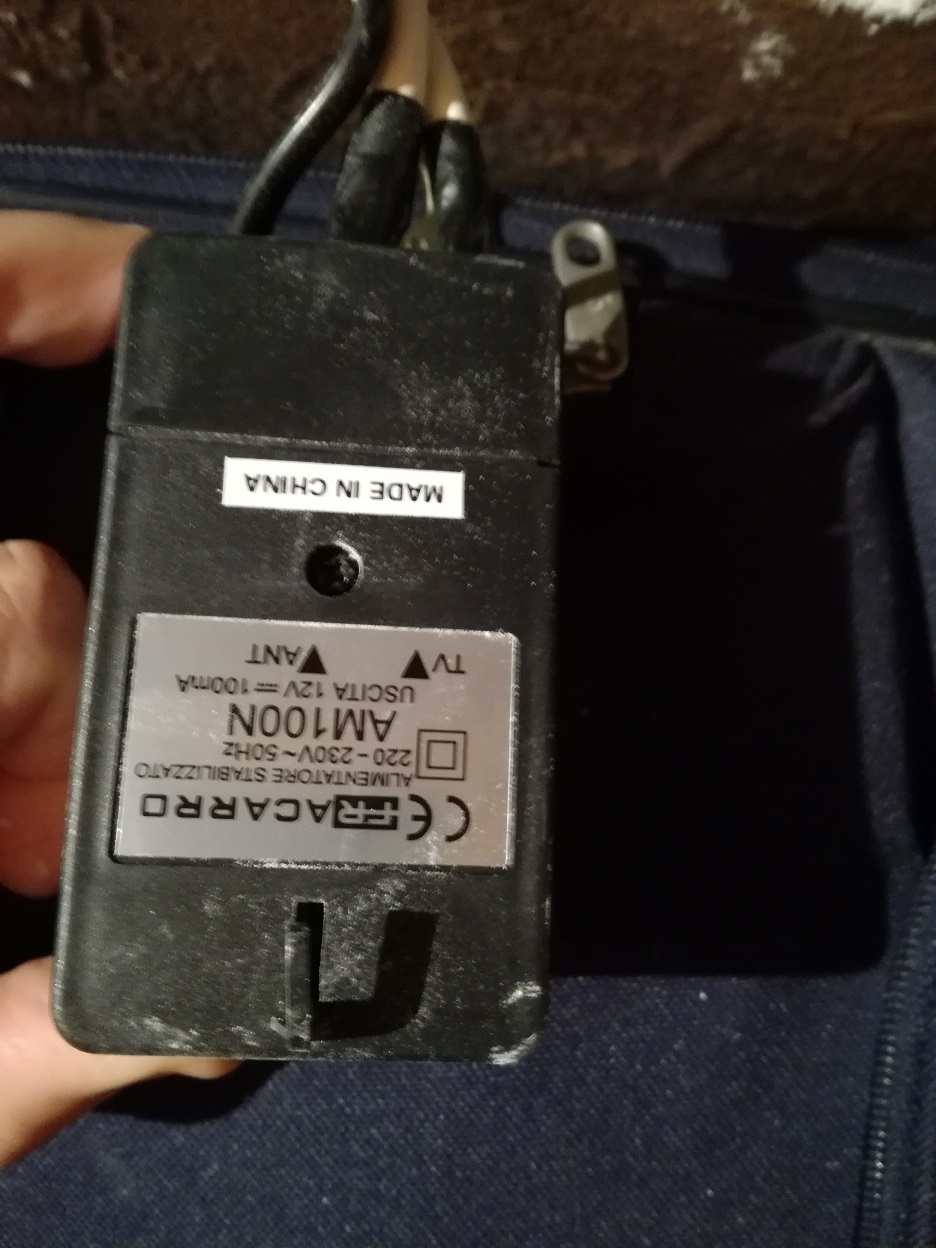 CE FRACARRO
ALIMENTATORE STABILIZZATO
220-230V~50Hz
AM100N
USCITA 12V ⎓ 100mA
TV▲ ▲ANT
MADE IN CHINA